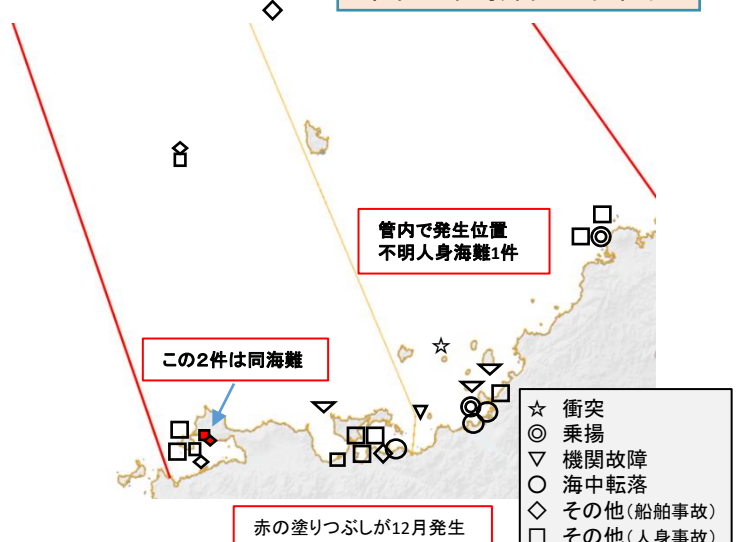 管内で発生位置
不明人身海難1件
この2件は同海難
☆ 衝突
◎ 乗揚
▽ 機関故障
○ 海中転落
◇ その他(船舶事故)
□ その他(人身事故)
赤の塗りつぶしが12月発生